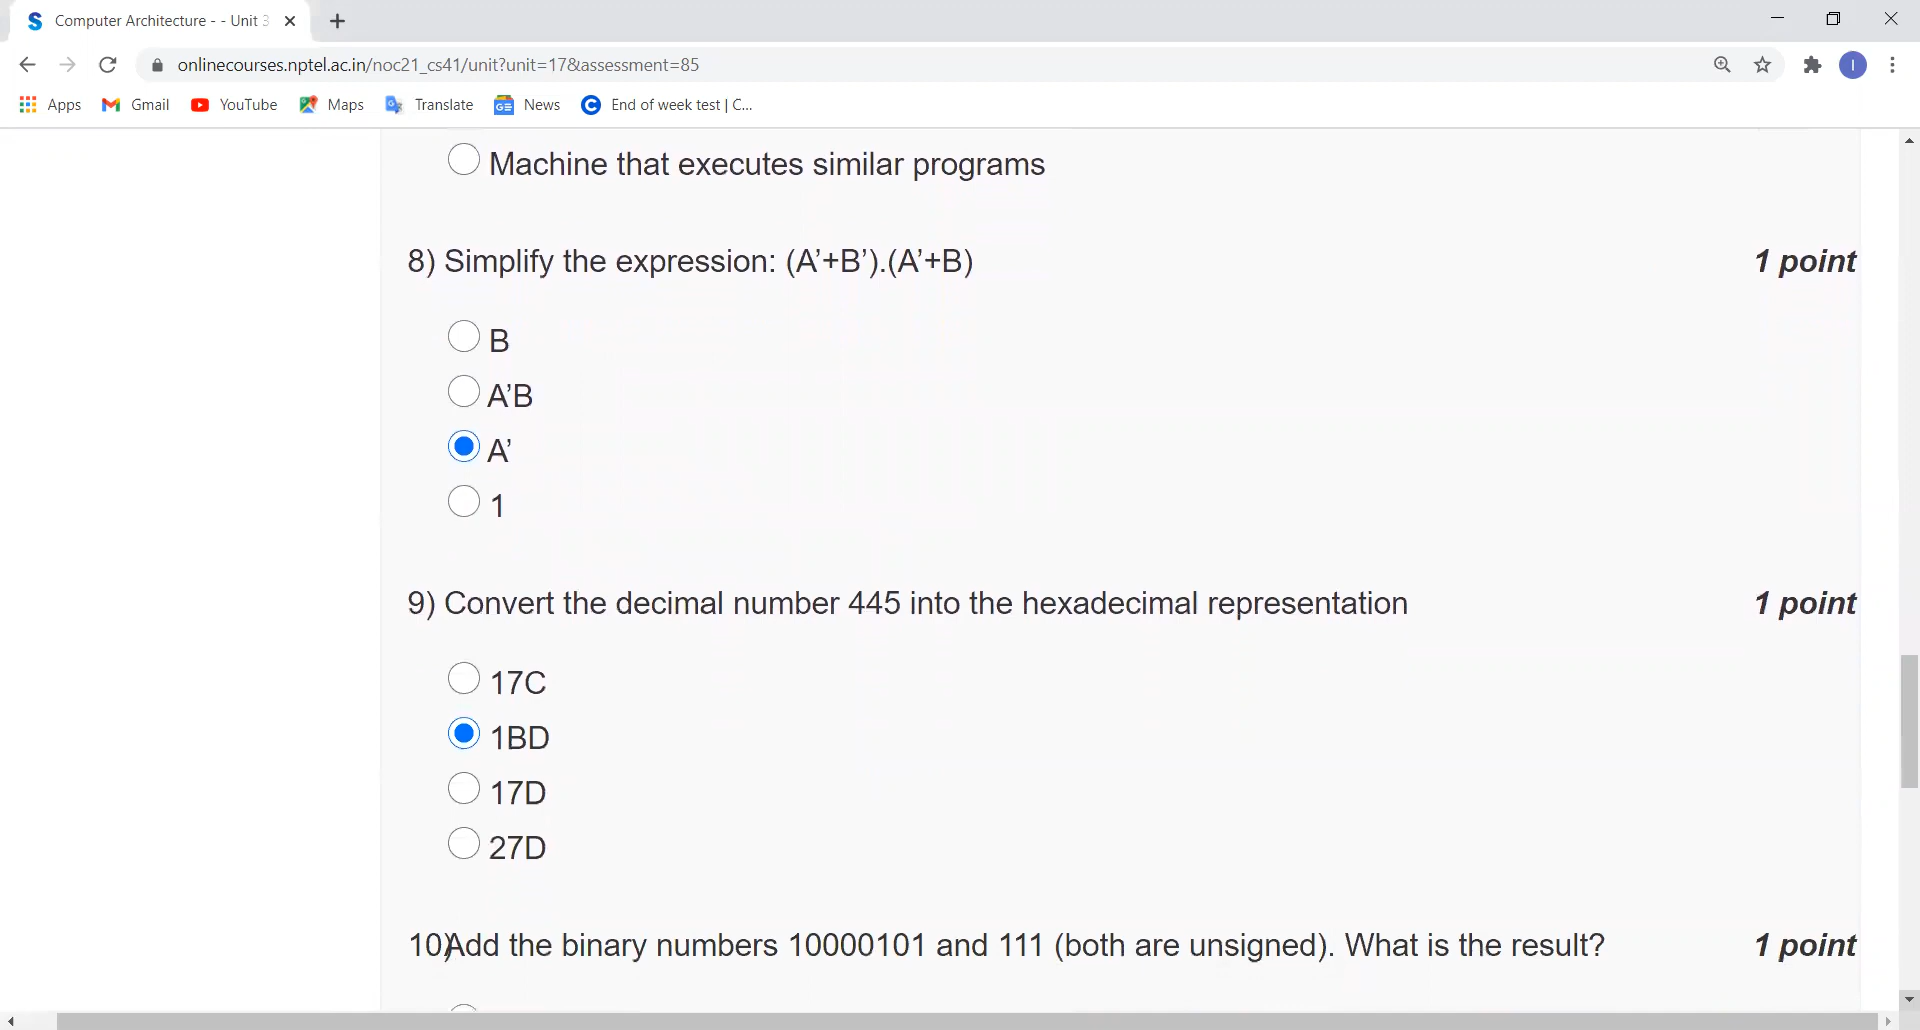 Computer Architecture - - Unit 3
onlinecourses.nptel.ac.in/noc21_cs41/unit?unit=17&assessment=85
I
Apps Gmail YouTube Maps Translate News End of week test | C...
Machine that executes similar programs
8) Simplify the expression: (A’+B’).(A’+B) 1 point
B
A’B
A’
1
9) Convert the decimal number 445 into the hexadecimal representation 1 point
17C
1BD
17D
27D
10) Add the binary numbers 10000101 and 111 (both are unsigned). What is the result? 1 point